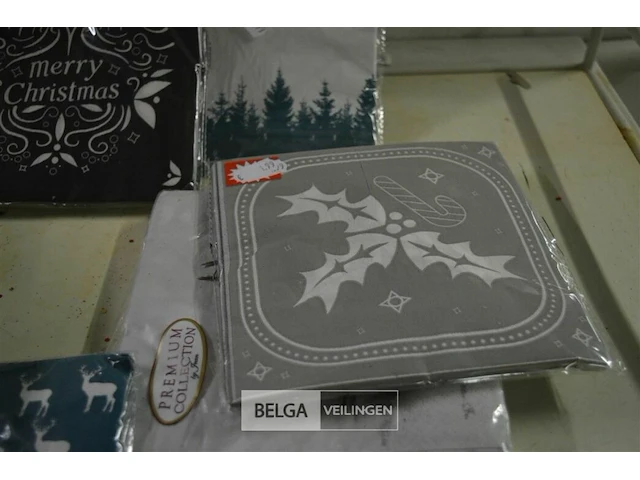 merry
Christmas
PREMIUM
COLLECTION
BELGA VEILINGEN